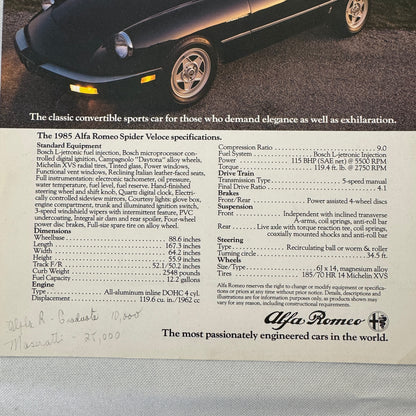 The classic convertible sports car for those who demand elegance as well as exhilaration.
The 1985 Alfa Romeo Spider Veloce specifications.
Standard Equipment
Bosch L-jetronic fuel injection, Bosch microprocessor con-
trolled digital ignition, Campagnolo "Daytona" alloy wheels,
Michelin XVS radial tires, Tinted glass, Power windows,
Functional vent windows, Reclining Italian leather-faced seats,
Full instrumentation: electronic tachometer, oil pressure,
water temperature, fuel level, fuel reserve. Hand-finished
steering wheel and shift knob, Quartz digital clock, Electri-
cally controlled sideview mirrors, Courtesy lights: glove box,
engine compartment, trunk and illuminated ignition switch,
3-speed windshield wipers with intermittent feature, PVC
undercoating, Integral air dam and rear spoiler, Four-wheel
power disc brakes, Full-size spare tire on alloy wheel.
Dimensions
Wheelbase 88.6 inches
Length 167.3 inches
Width 64.2 inches
Height 55.9 inches
Track F/R 52.1/50.2 inches
Curb Weight 2548 pounds
Fuel Capacity 12.2 gallons
Engine
Type All-aluminum inline DOHC 4 cyl.
Displacement 119.6 cu. in./1962 cc
Compression Ratio 9.0
Fuel System Bosch L-Jetronic Injection
Power 115 BHP (SAE net) @ 5500 RPM
Torque 119.4 ft. lb. @ 2750 RPM
Drive Train
Transmission Type 5-speed manual
Final Drive Ratio 4.1
Brakes
Front/Rear Power assisted 4-wheel discs
Suspension
Front Independent with inclined transverse
A-arms, coil springs, anti-roll bar
Rear Live axle with torque reaction tee, coil springs,
coaxially mounted shocks and anti-roll bar
Steering
Type Recirculating ball or worm & roller
Turning circle 34.5 ft.
Wheels
Size 6J x 14, magnesium alloy
Tires 185/70 HR 14 Michelin XVS
Alfa Romeo reserves the right to change or modify equipment or specifica-
tions or prices at any time without prior notice. Details, descriptions and
illustrations are for information purposes only, as products shown may
vary for any reason, including construction requirements.
Alfa Romeo
The most passionately engineered cars in the world.
Alfa R - Graduate 10,000
Maserati - 25,000